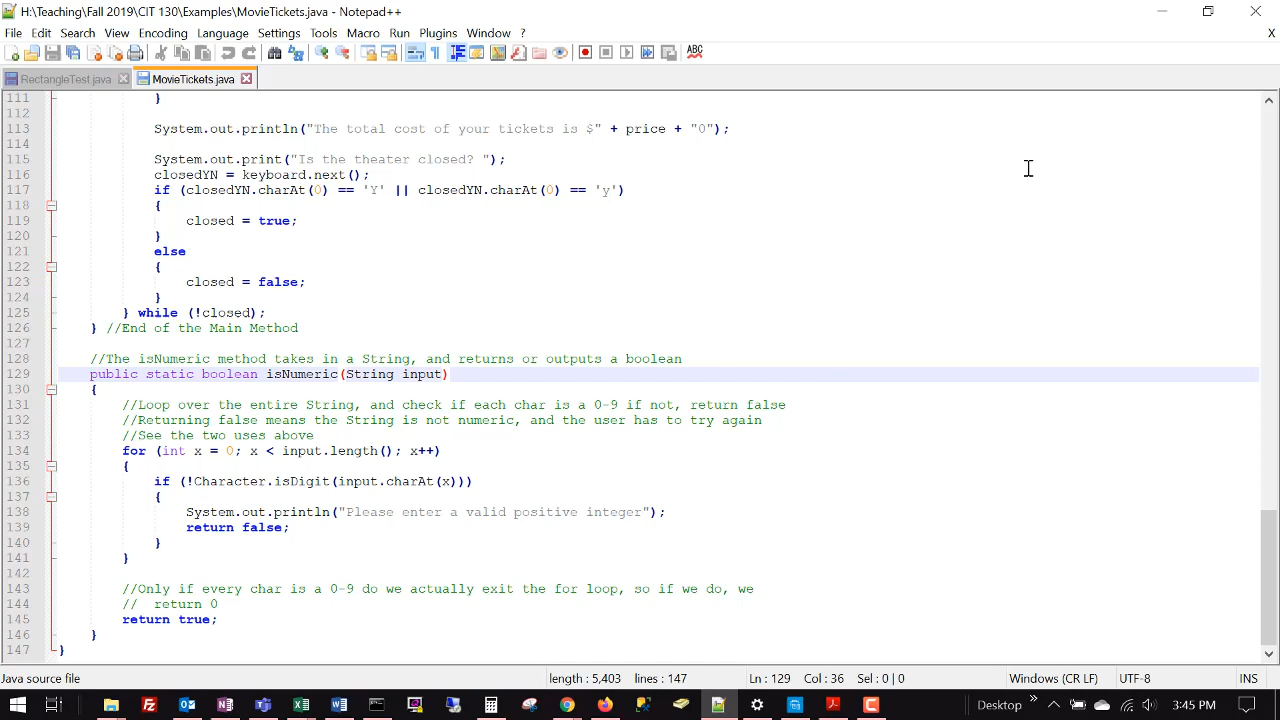 H:\Teaching\Fall 2019\CIT 130\Examples\MovieTickets.java - Notepad++
File Edit Search View Encoding Language Settings Tools Macro Run Plugins Window ? X
ABC
RectangleTest.java MovieTickets.java
111 }
112
113 System.out.println("The total cost of your tickets is $" + price + "0");
114
115 System.out.print("Is the theater closed? ");
116 closedYN = keyboard.next();
117 if (closedYN.charAt(0) == 'Y' || closedYN.charAt(0) == 'y')
118 {
119 closed = true;
120 }
121 else
122 {
123 closed = false;
124 }
125 } while (!closed);
126 } //End of the Main Method
127
128 //The isNumeric method takes in a String, and returns or outputs a boolean
129 public static boolean isNumeric(String input)
130 {
131 //Loop over the entire String, and check if each char is a 0-9 if not, return false
132 //Returning false means the String is not numeric, and the user has to try again
133 //See the two uses above
134 for (int x = 0; x < input.length(); x++)
135 {
136 if (!Character.isDigit(input.charAt(x)))
137 {
138 System.out.println("Please enter a valid positive integer");
139 return false;
140 }
141 }
142
143 //Only if every char is a 0-9 do we actually exit the for loop, so if we do, we
144 // return 0
145 return true;
146 }
147 }
Java source file length : 5,403 lines : 147 Ln : 129 Col : 36 Sel : 0 | 0 Windows (CR LF) UTF-8 INS
Desktop 3:45 PM